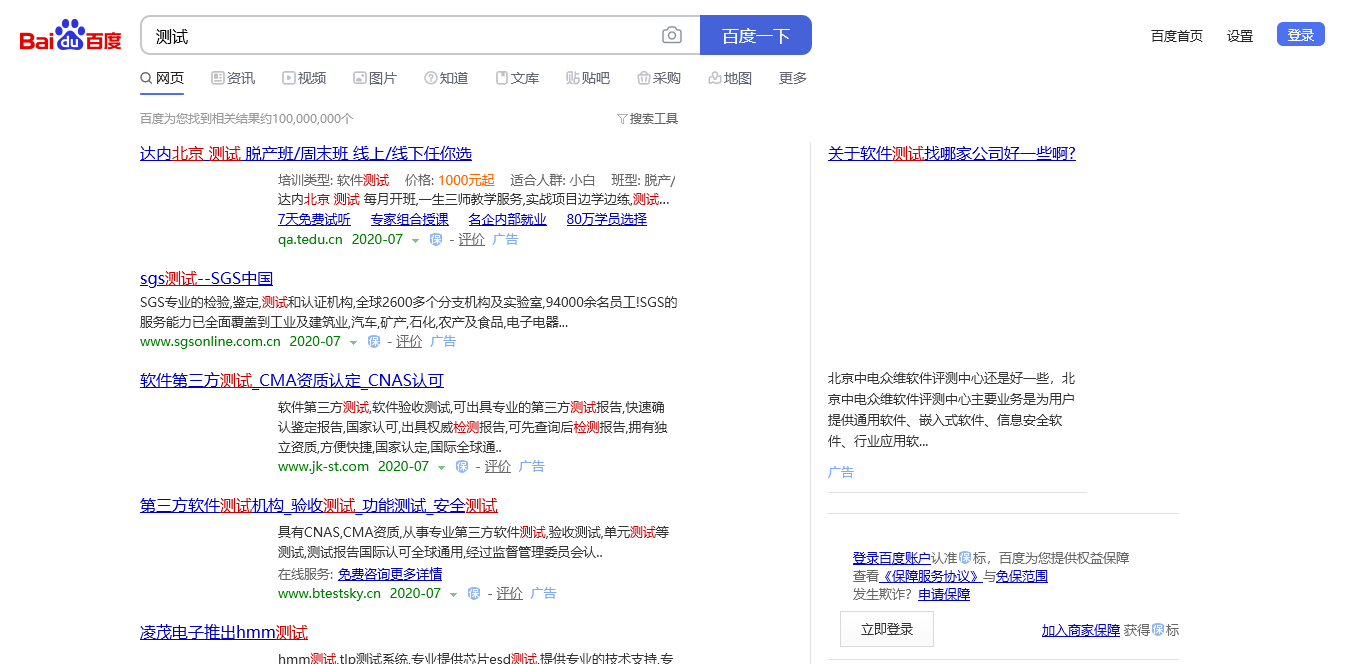 Bai du 百度
测试
百度一下
百度首页 设置 登录
网页 资讯 视频 图片 知道 文库 贴吧 采购 地图 更多
百度为您找到相关结果约100,000,000个
搜索工具
达内北京 测试 脱产班/周末班 线上/线下任你选
培训类型: 软件测试 价格: 1000元起 适合人群: 小白 班型: 脱产/
达内北京 测试 每月开班,一生三师教学服务,实战项目边学边练,测试...
7天免费试听 专家组合授课 名企内部就业 80万学员选择
qa.tedu.cn 2020-07 保 - 评价 广告
sgs测试--SGS中国
SGS专业的检验,鉴定,测试和认证机构,全球2600多个分支机构及实验室,94000余名员工!SGS的
服务能力已全面覆盖到工业及建筑业,汽车,矿产,石化,农产及食品,电子电器...
www.sgsonline.com.cn 2020-07 保 - 评价 广告
软件第三方测试_CMA资质认定_CNAS认可
软件第三方测试,软件验收测试,可出具专业的第三方测试报告,快速确
认鉴定报告,国家认可,出具权威检测报告,可先查询后检测报告,拥有独
立资质,方便快捷,国家认定,国际全球通..
www.jk-st.com 2020-07 保 - 评价 广告
第三方软件测试机构_验收测试_功能测试_安全测试
具有CNAS,CMA资质,从事专业第三方软件测试,验收测试,单元测试等
测试,测试报告国际认可全球通用,经过监督管理委员会认..
在线服务: 免费咨询更多详情
www.btestsky.cn 2020-07 保 - 评价 广告
凌茂电子推出hmm测试
hmm测试,tlp测试系统,专业提供芯片esd测试,提供专业的技术支持,专
关于软件测试找哪家公司好一些啊?
北京中电众维软件评测中心还是好一些，北
京中电众维软件评测中心主要业务是为用户
提供通用软件、嵌入式软件、信息安全软
件、行业应用软...
广告
登录百度账户认准保标，百度为您提供权益保障
查看《保障服务协议》与免保范围
发生欺诈？申请保障
立即登录
加入商家保障 获得保标